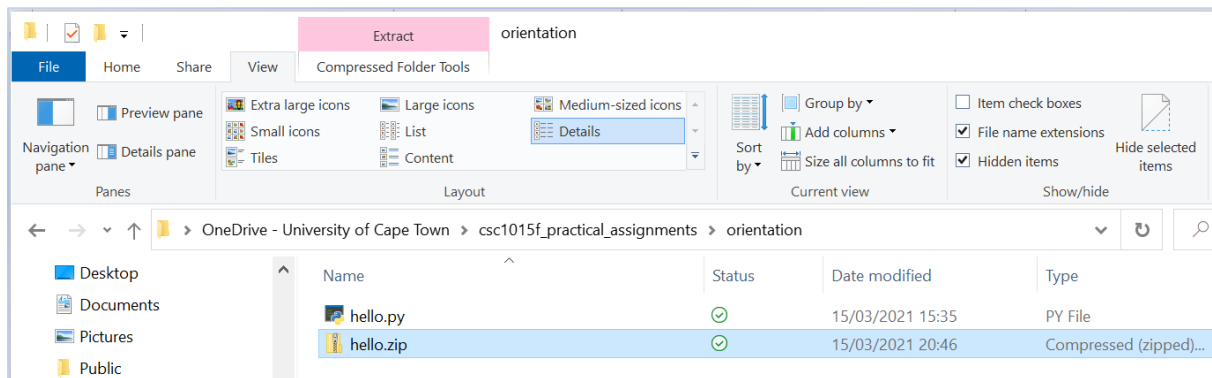 Extract
orientation
File Home Share View Compressed Folder Tools
Navigation pane
Preview pane
Details pane
Panes
Extra large icons Large icons Medium-sized icons
Small icons List Details
Tiles Content
Layout
Sort by
Group by
Add columns
Size all columns to fit
Current view
Item check boxes
File name extensions
Hidden items
Hide selected items
Show/hide
OneDrive - University of Cape Town > csc1015f_practical_assignments > orientation
Desktop
Documents
Pictures
Public
Name Status Date modified Type
hello.py 15/03/2021 15:35 PY File
hello.zip 15/03/2021 20:46 Compressed (zipped)...